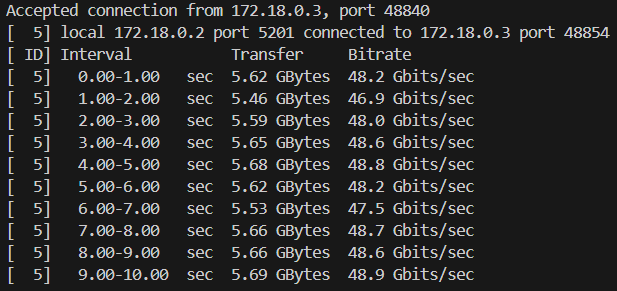 Accepted connection from 172.18.0.3, port 48840
[  5] local 172.18.0.2 port 5201 connected to 172.18.0.3 port 48854
[ ID] Interval           Transfer     Bitrate
[  5]   0.00-1.00   sec  5.62 GBytes  48.2 Gbits/sec
[  5]   1.00-2.00   sec  5.46 GBytes  46.9 Gbits/sec
[  5]   2.00-3.00   sec  5.59 GBytes  48.0 Gbits/sec
[  5]   3.00-4.00   sec  5.65 GBytes  48.6 Gbits/sec
[  5]   4.00-5.00   sec  5.68 GBytes  48.8 Gbits/sec
[  5]   5.00-6.00   sec  5.62 GBytes  48.2 Gbits/sec
[  5]   6.00-7.00   sec  5.53 GBytes  47.5 Gbits/sec
[  5]   7.00-8.00   sec  5.66 GBytes  48.7 Gbits/sec
[  5]   8.00-9.00   sec  5.66 GBytes  48.6 Gbits/sec
[  5]   9.00-10.00  sec  5.69 GBytes  48.9 Gbits/sec